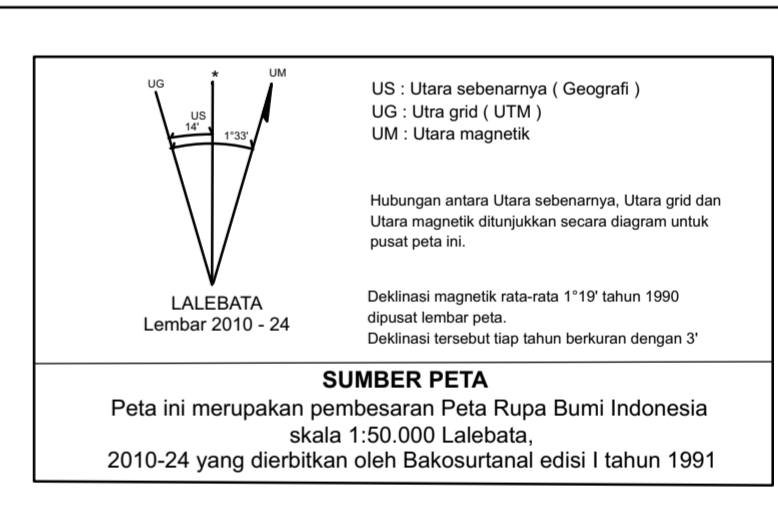 UG
*
UM
US
14'
1°33'
LALEBATA
Lembar 2010 - 24
US : Utara sebenarnya ( Geografi )
UG : Utra grid ( UTM )
UM : Utara magnetik
Hubungan antara Utara sebenarnya, Utara grid dan
Utara magnetik ditunjukkan secara diagram untuk
pusat peta ini.
Deklinasi magnetik rata-rata 1°19' tahun 1990
dipusat lembar peta.
Deklinasi tersebut tiap tahun berkuran dengan 3'
SUMBER PETA
Peta ini merupakan pembesaran Peta Rupa Bumi Indonesia
skala 1:50.000 Lalebata,
2010-24 yang dierbitkan oleh Bakosurtanal edisi I tahun 1991